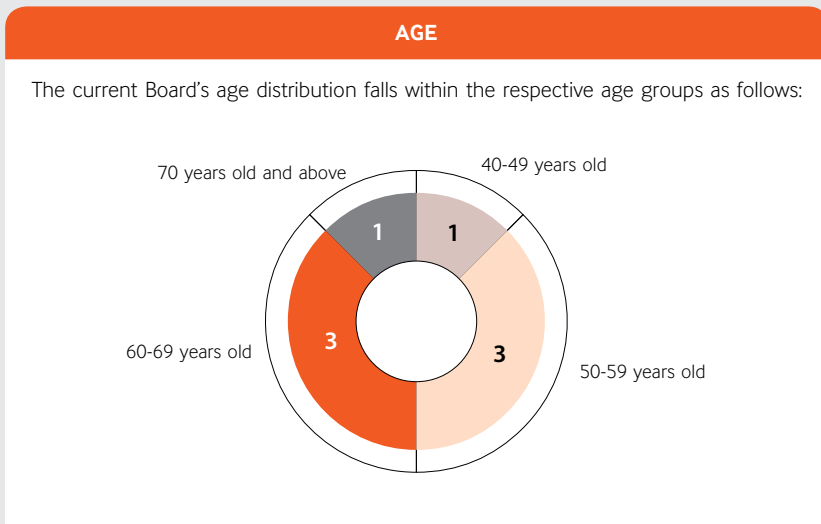 AGE
The current Board's age distribution falls within the respective age groups as follows:
70 years old and above
40-49 years old
1
1
3
3
60-69 years old
50-59 years old